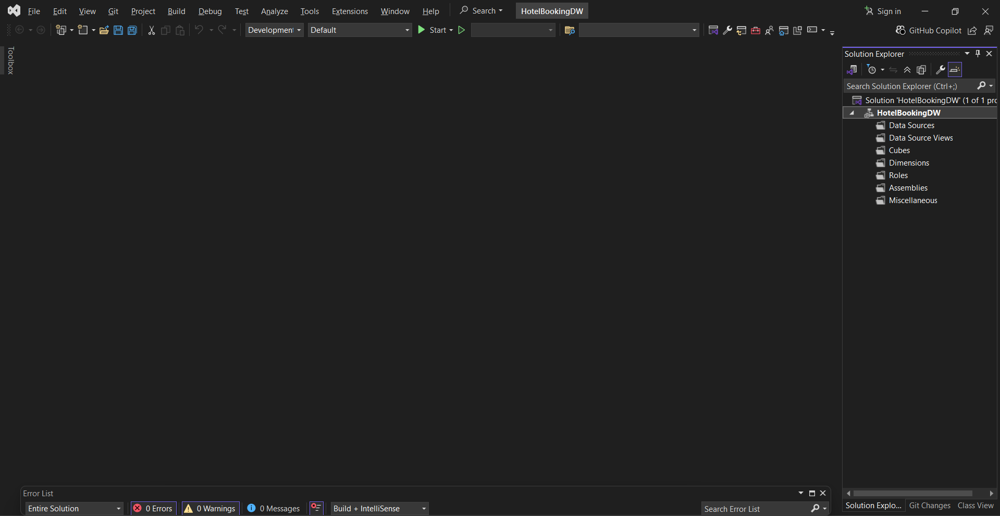 File Edit View Git Project Build Debug Test Analyze Tools Extensions Window Help Search HotelBookingDW Sign in
Development Default Start GitHub Copilot
Toolbox
Solution Explorer
Search Solution Explorer (Ctrl+;)
Solution 'HotelBookingDW' (1 of 1 pro
HotelBookingDW
Data Sources
Data Source Views
Cubes
Dimensions
Roles
Assemblies
Miscellaneous
Error List
Entire Solution 0 Errors 0 Warnings 0 Messages Build + IntelliSense Search Error List
Solution Explo... Git Changes Class View